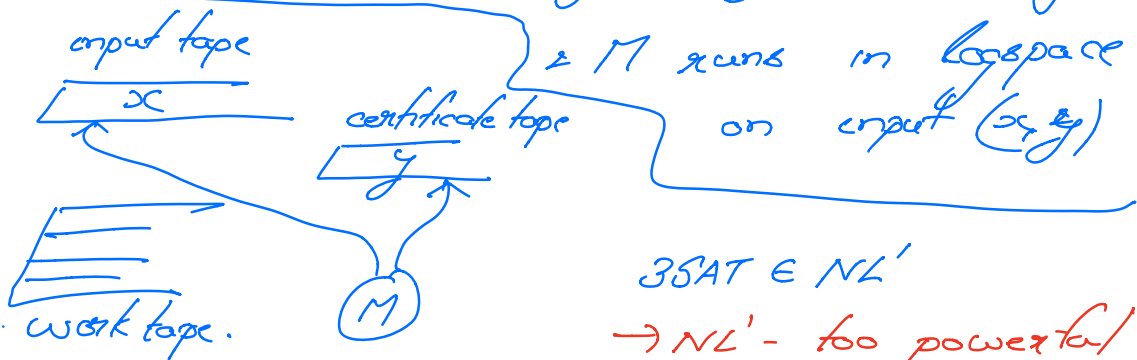 input tape
x
certificate tape
y
& M runs in logspace
on input (x, y)
work tape.
M
3SAT ∈ NL'
→ NL' - too powerful